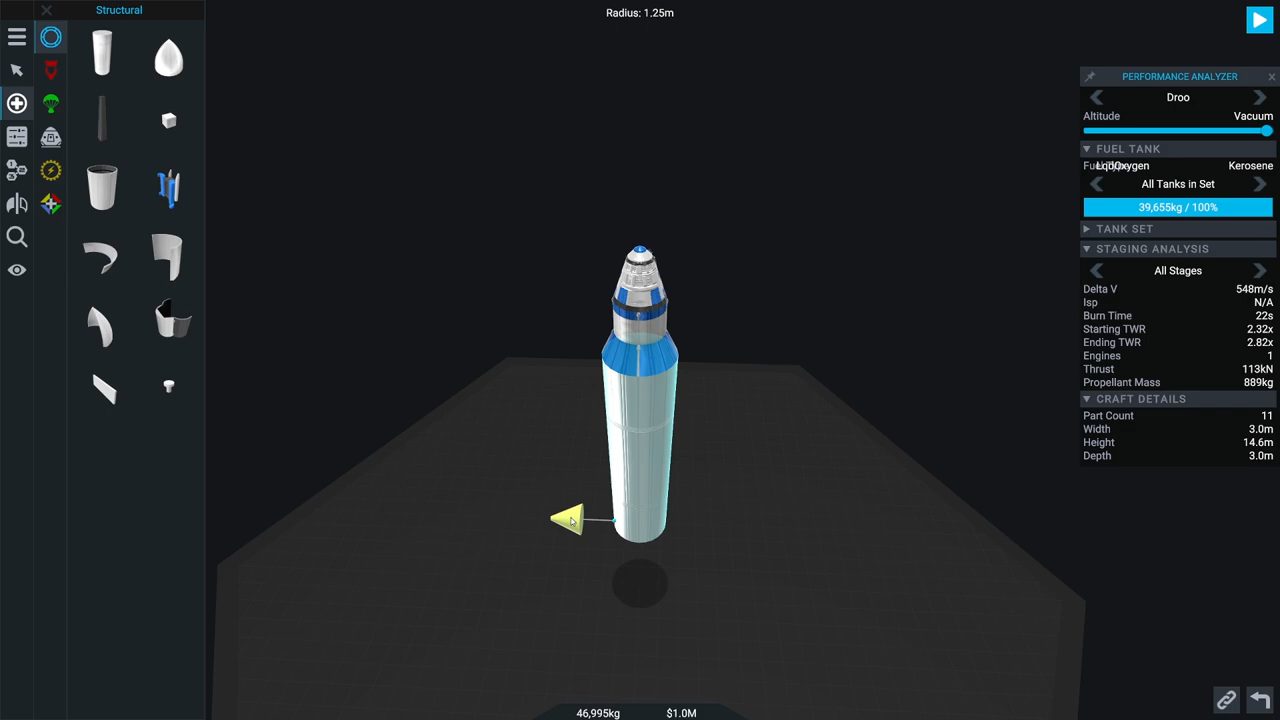 Structural
Radius: 1.25m
PERFORMANCE ANALYZER
Droo
Altitude Vacuum
FUEL TANK
Kerosene
All Tanks in Set
39,655kg / 100%
TANK SET
STAGING ANALYSIS
All Stages
Delta V 548m/s
Isp N/A
Burn Time 22s
Starting TWR 2.32x
Ending TWR 2.82x
Engines 1
Thrust 113kN
Propellant Mass 889kg
CRAFT DETAILS
Part Count 11
Width 3.0m
Height 14.6m
Depth 3.0m
46,995kg $1.0M